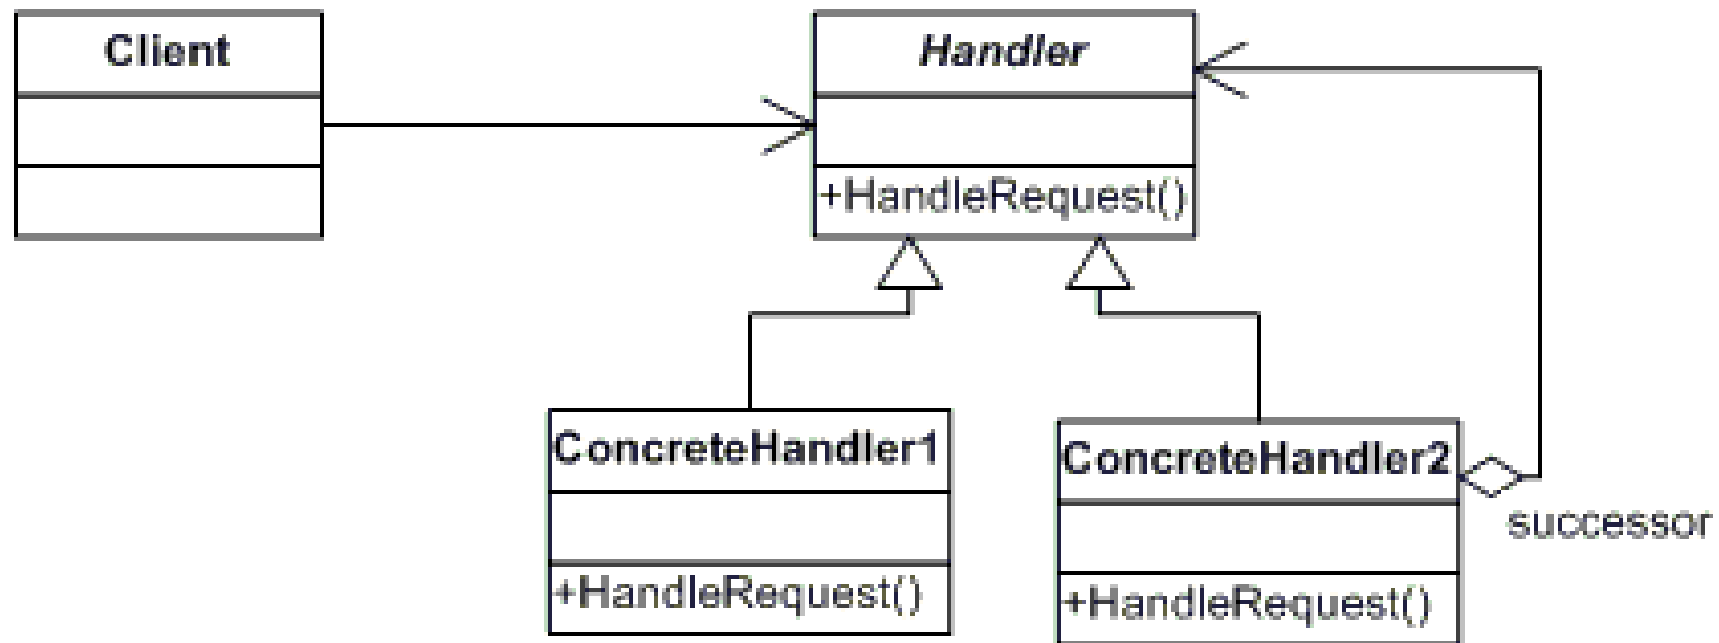 Client
Handler
+HandleRequest()
ConcreteHandler1
+HandleRequest()
ConcreteHandler2
successor
+HandleRequest()